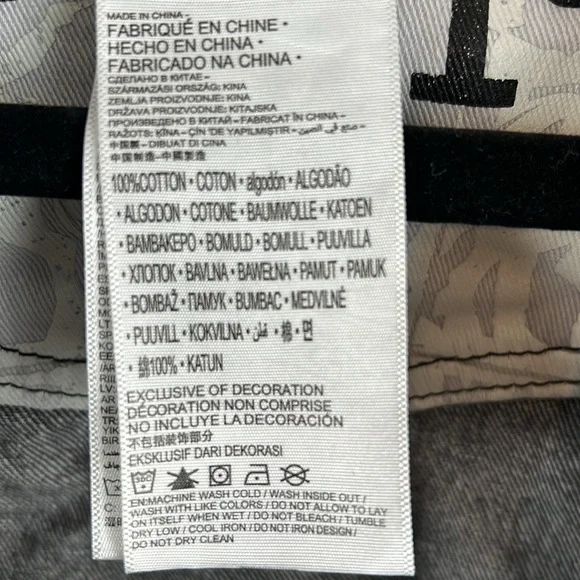 MADE IN CHINA -
FABRIQUÉ EN CHINE •
HECHO EN CHINA •
FABRICADO NA CHINA •
СДЕЛАНО В КИТАЕ -
SZÁRMAZÁSI ORSZÁG: KINA
ZEMLJA PROIZVODNJE: KINA
DRŽAVA PROIZVODNJE: KITAJSKA
ПРОИЗВЕДЕНО В КИТАЙ - FABRICAT ÎN CHINA -
RAŽOTS: ĶĪNA - ÇİN'DE YAPILMIŞTIR - صنع في الصين -
中国製 - DIBUAT DI CINA
中国制造 - 中國製造
100%COTTON • COTON • algodón • ALGODÃO
• ALGODON • COTONE • BAUMWOLLE • KATOEN
• ΒΑΜΒΑΚΕΡΟ • BOMULD • BOMULL • PUUVILLA
• ХЛОПОК • BAVLNA • BAWEŁNA • PAMUT • PAMUK
• BOMBAŽ • ПАМУК • BUMBAC • MEDVILNĖ
• PUUVILL • KOKVILNA • قطن • 棉 • 면
• 綿100% • KATUN
EXCLUSIVE OF DECORATION
DÉCORATION NON COMPRISE
NO INCLUYE LA DECORACIÓN
不包括装饰部分
EKSKLUSIF DARI DEKORASI
EN:MACHINE WASH COLD / WASH INSIDE OUT /
WASH WITH LIKE COLORS / DO NOT ALLOW TO LAY
ON ITSELF WHEN WET / DO NOT BLEACH / TUMBLE
DRY LOW / COOL IRON / DO NOT IRON DESIGN /
DO NOT DRY CLEAN